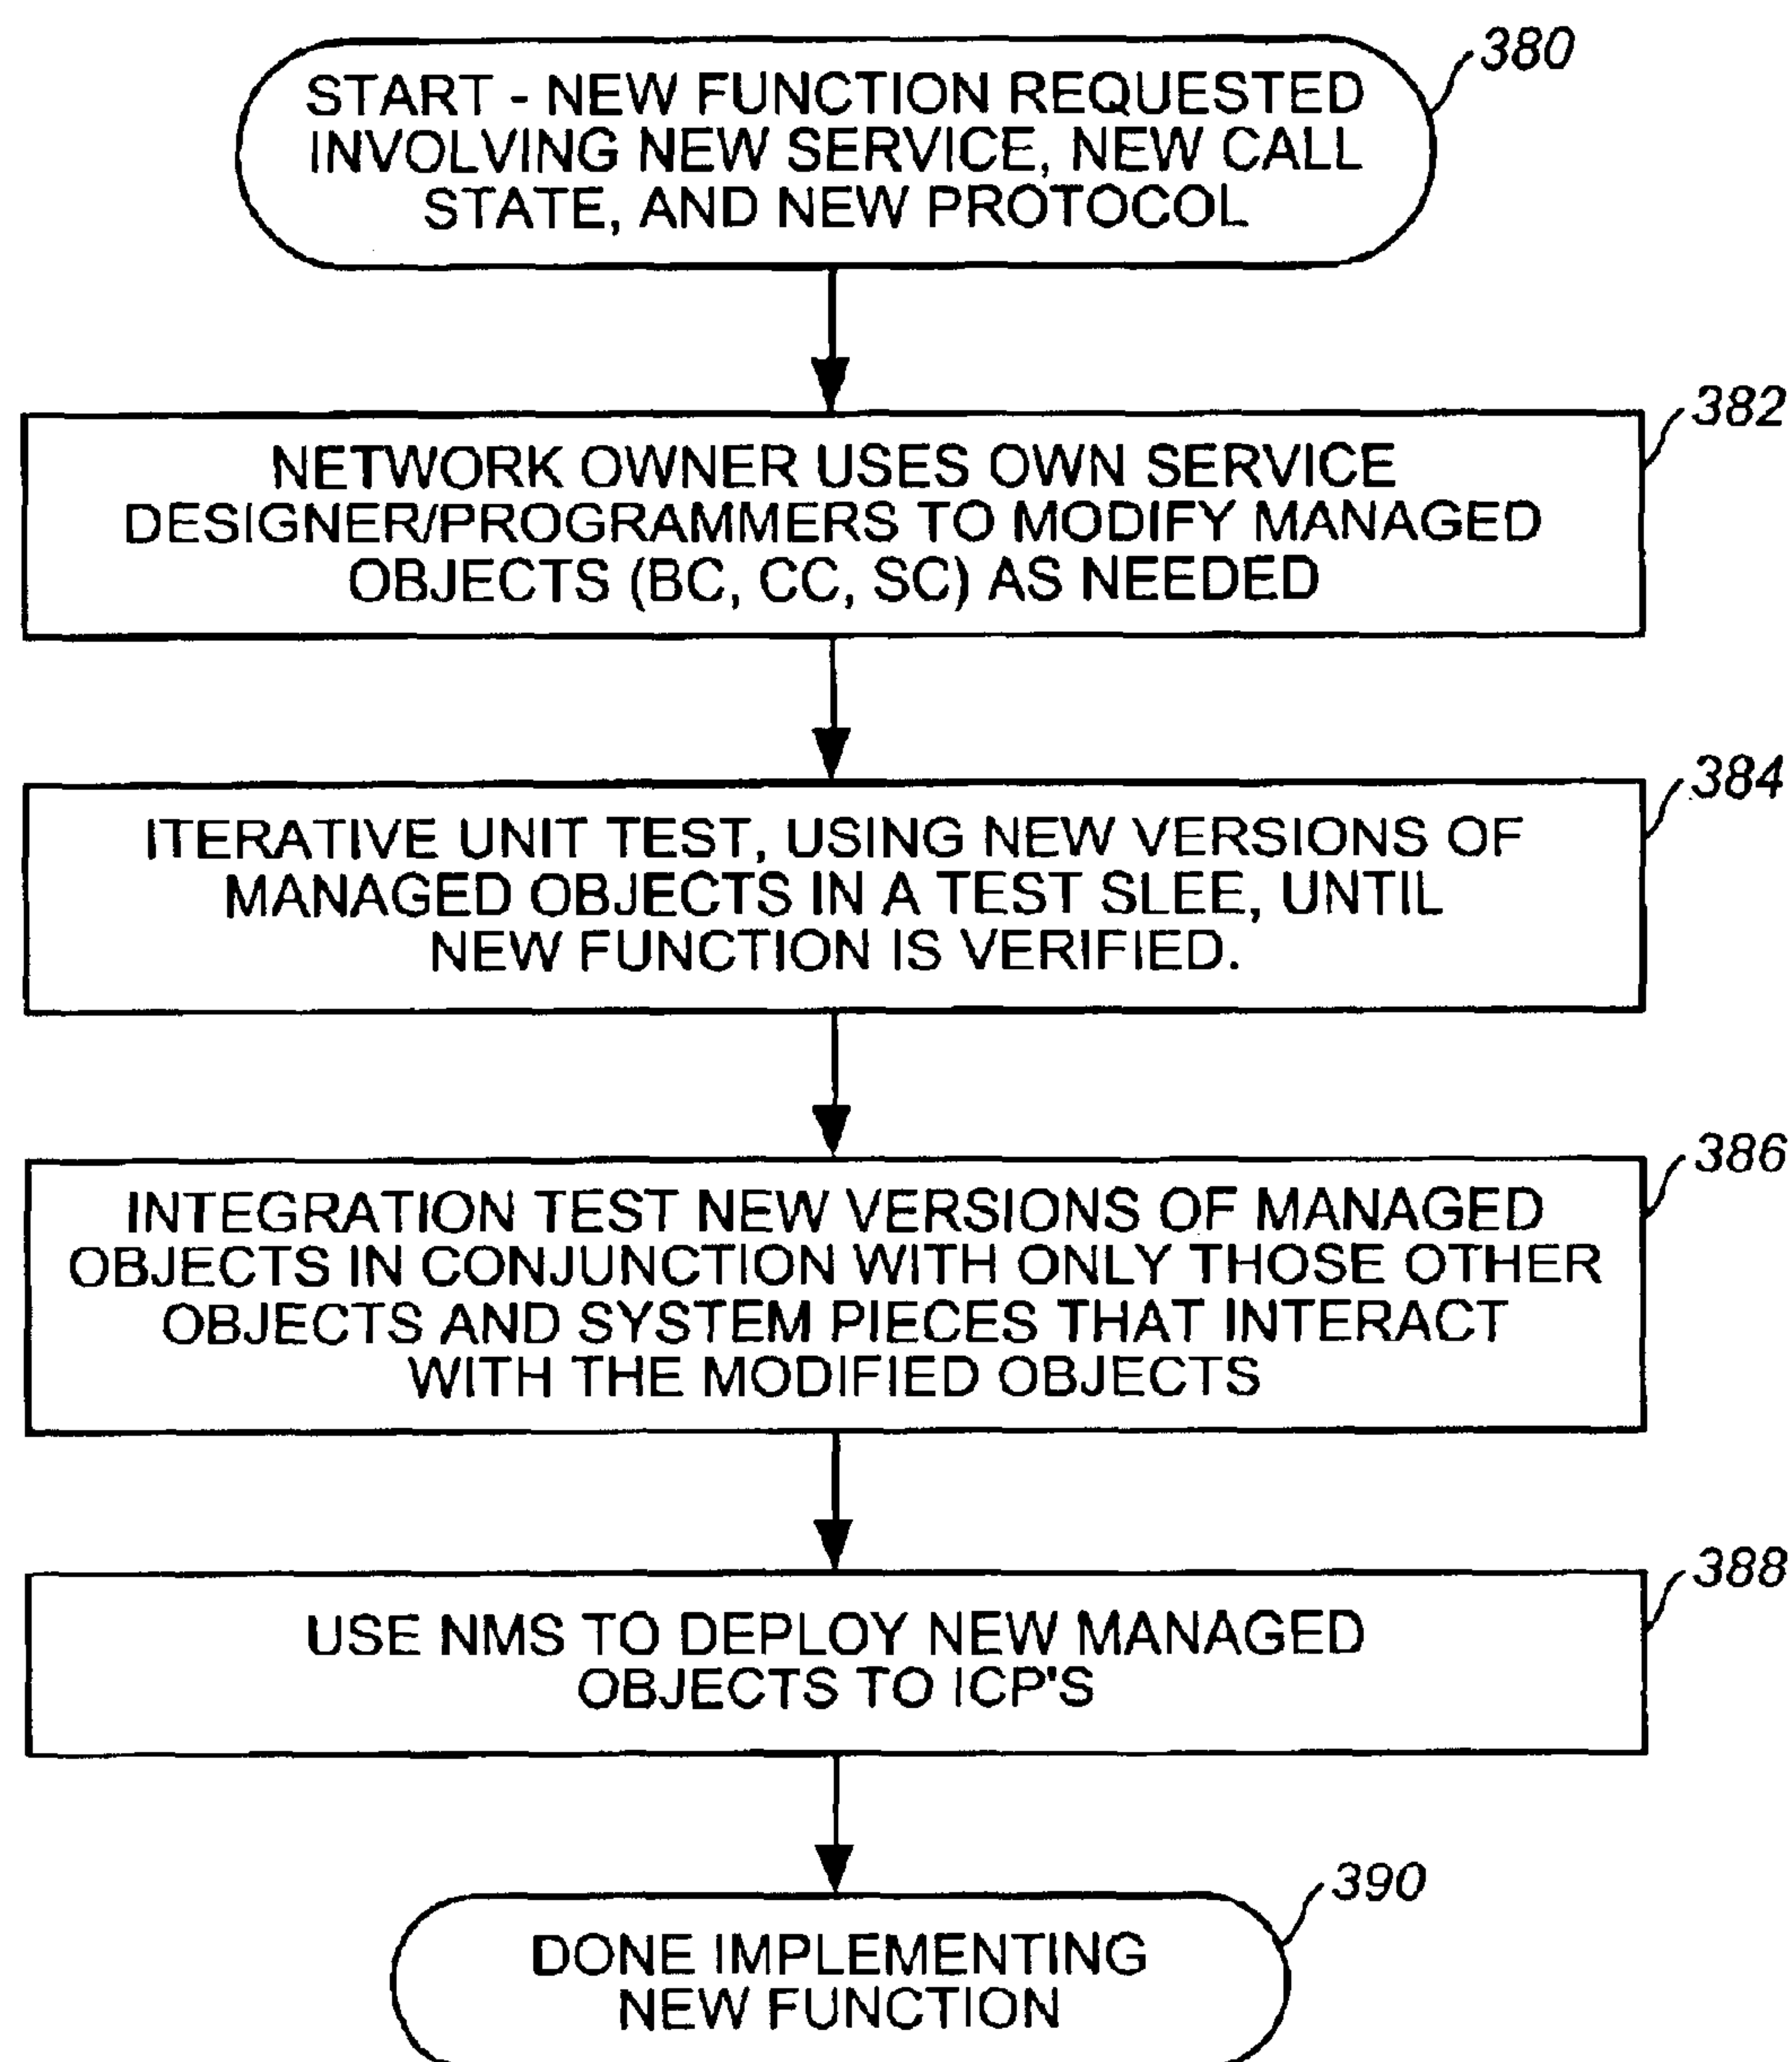 380
START - NEW FUNCTION REQUESTED
INVOLVING NEW SERVICE, NEW CALL
STATE, AND NEW PROTOCOL
382
NETWORK OWNER USES OWN SERVICE
DESIGNER/PROGRAMMERS TO MODIFY MANAGED
OBJECTS (BC, CC, SC) AS NEEDED
384
ITERATIVE UNIT TEST, USING NEW VERSIONS OF
MANAGED OBJECTS IN A TEST SLEE, UNTIL
NEW FUNCTION IS VERIFIED.
386
INTEGRATION TEST NEW VERSIONS OF MANAGED
OBJECTS IN CONJUNCTION WITH ONLY THOSE OTHER
OBJECTS AND SYSTEM PIECES THAT INTERACT
WITH THE MODIFIED OBJECTS
388
USE NMS TO DEPLOY NEW MANAGED
OBJECTS TO ICP'S
390
DONE IMPLEMENTING
NEW FUNCTION